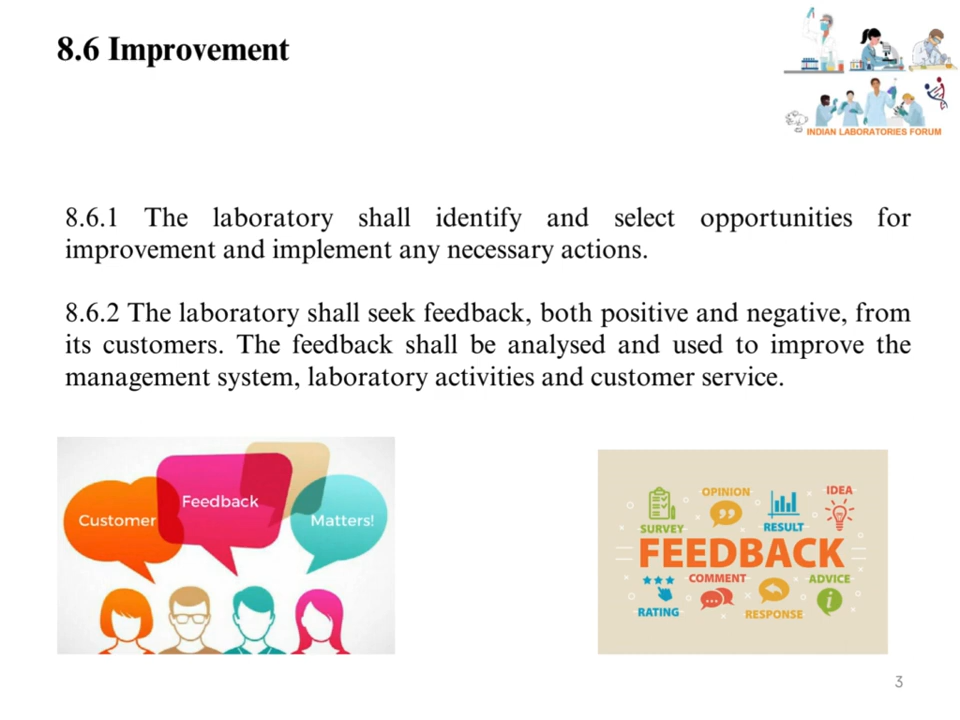 8.6 Improvement
INDIAN LABORATORIES FORUM
8.6.1 The laboratory shall identify and select opportunities for
improvement and implement any necessary actions.
8.6.2 The laboratory shall seek feedback, both positive and negative, from
its customers. The feedback shall be analysed and used to improve the
management system, laboratory activities and customer service.
Customer
Feedback
Matters!
OPINION
IDEA
SURVEY
RESULT
FEEDBACK
COMMENT
ADVICE
RATING
RESPONSE
3